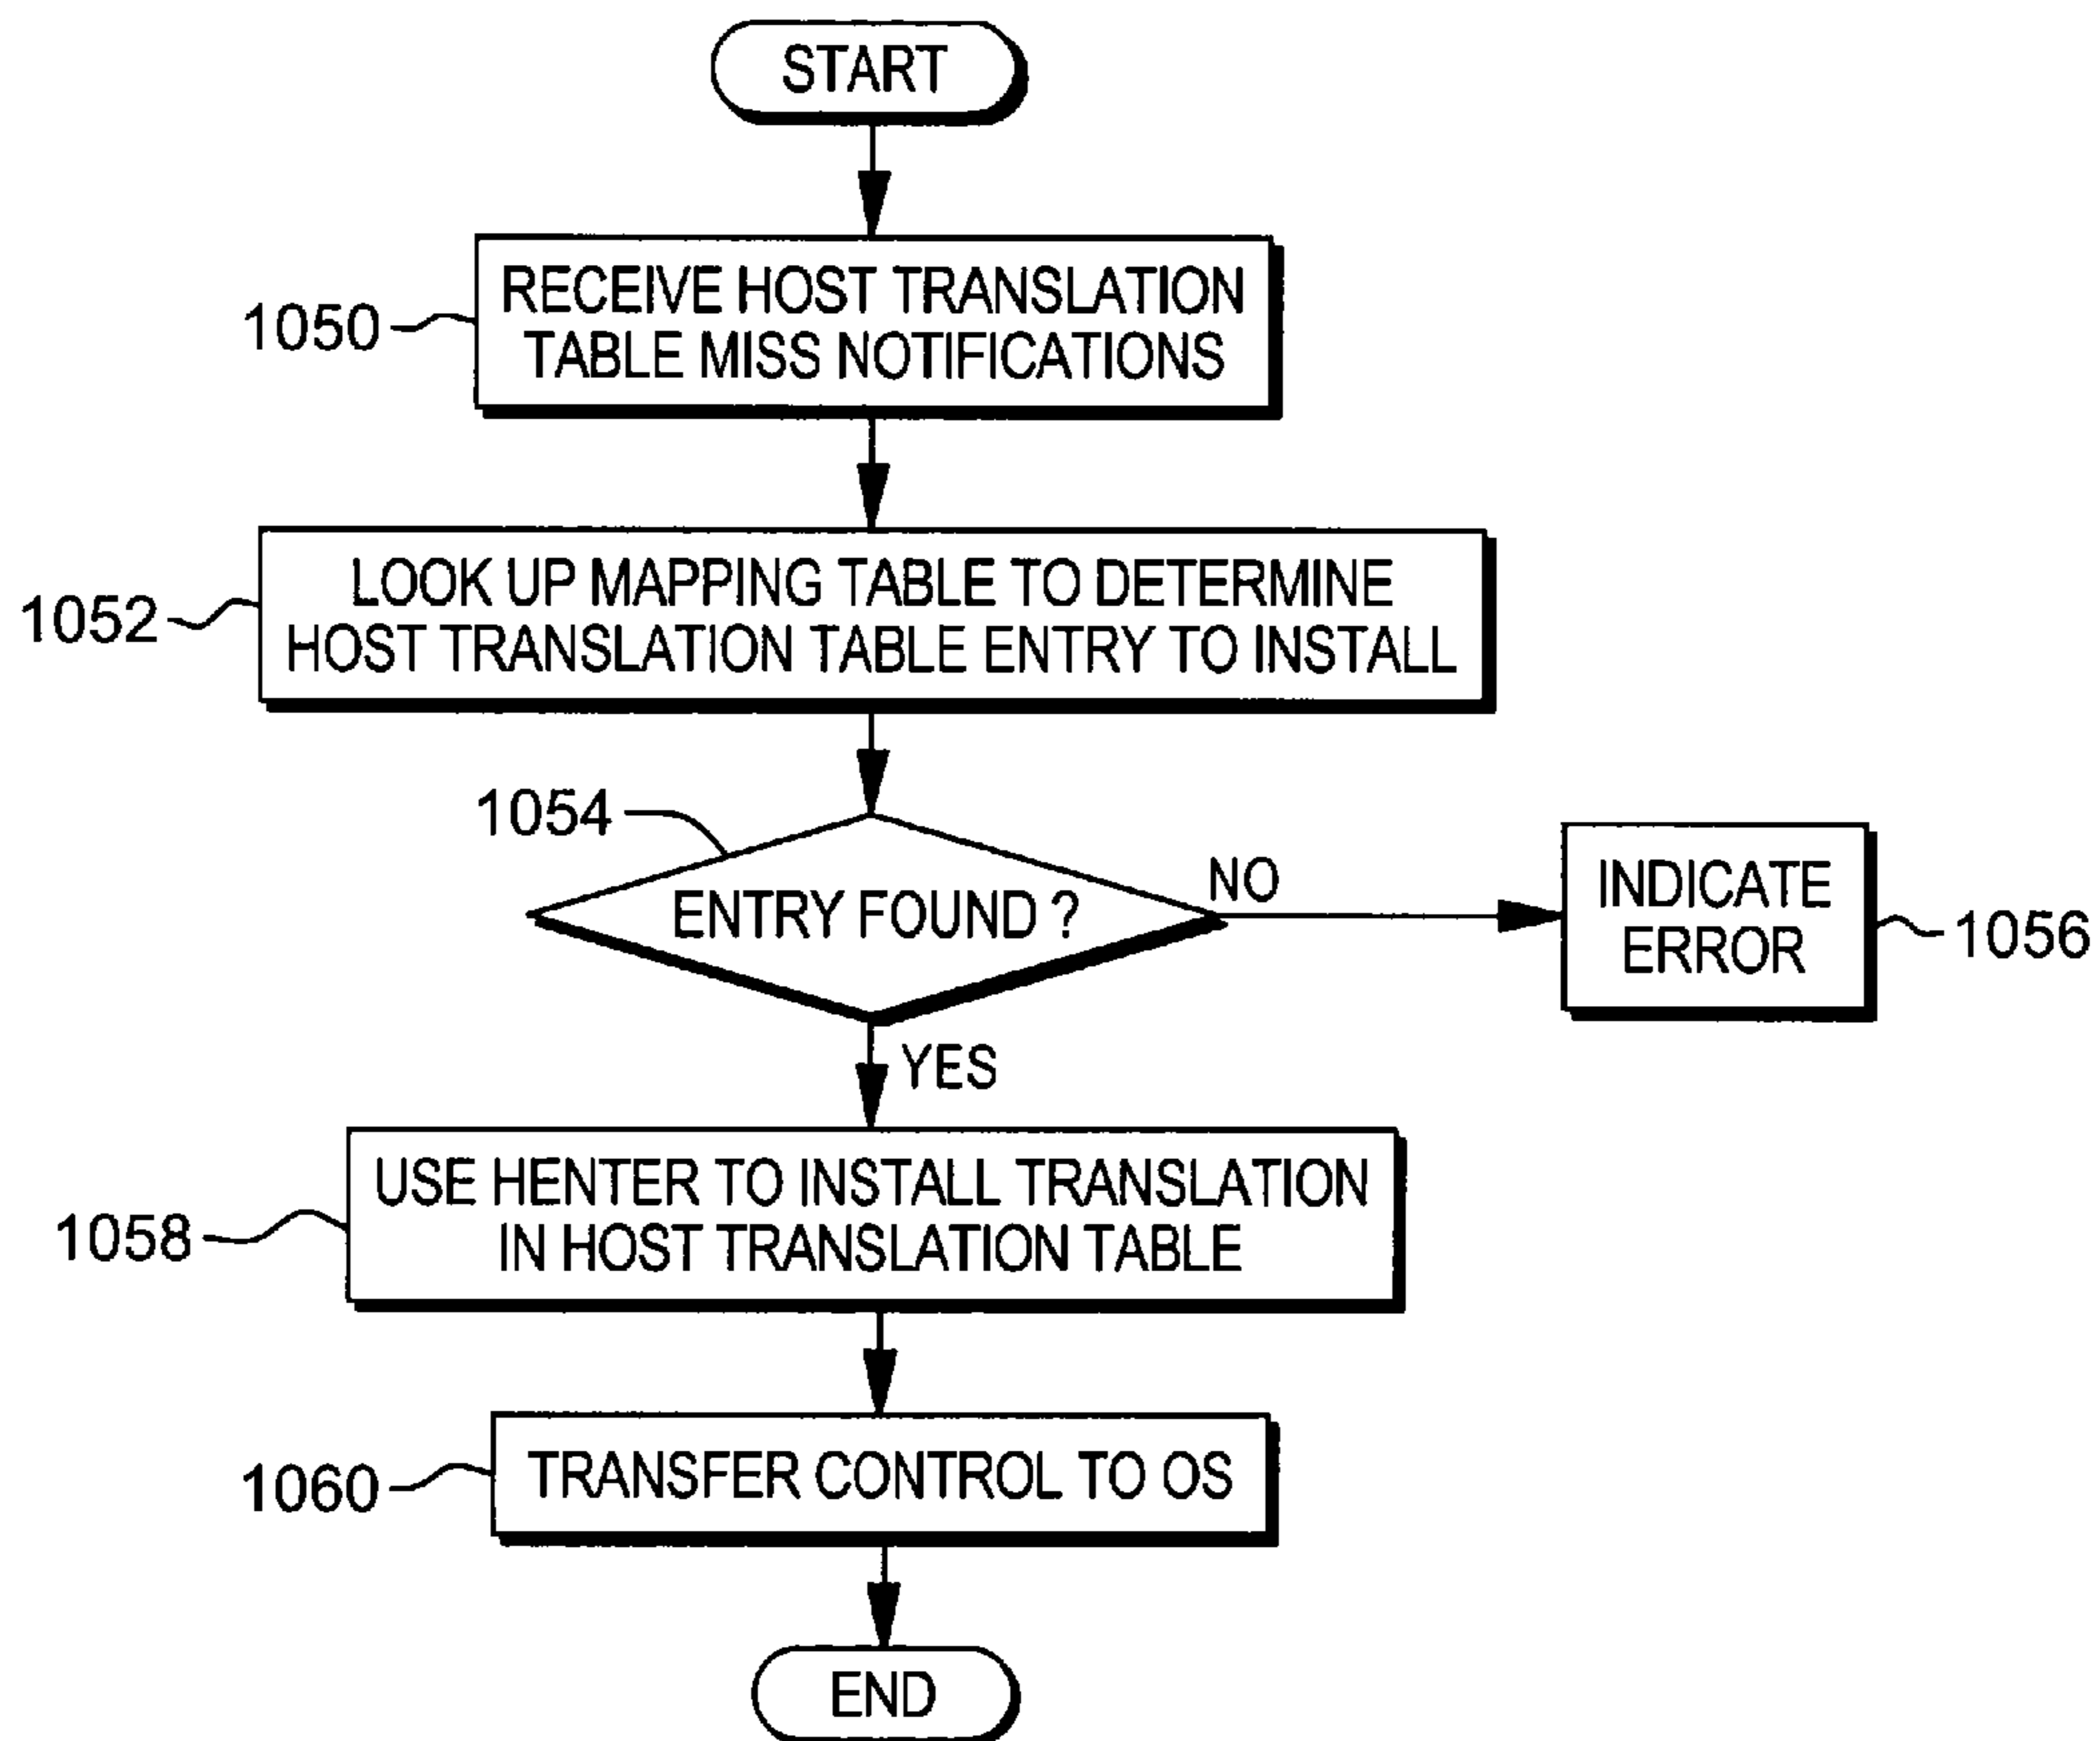 START
1050
RECEIVE HOST TRANSLATION
TABLE MISS NOTIFICATIONS
1052
LOOK UP MAPPING TABLE TO DETERMINE
HOST TRANSLATION TABLE ENTRY TO INSTALL
1054
ENTRY FOUND ?
NO
INDICATE
ERROR
1056
YES
1058
USE HENTER TO INSTALL TRANSLATION
IN HOST TRANSLATION TABLE
1060
TRANSFER CONTROL TO OS
END